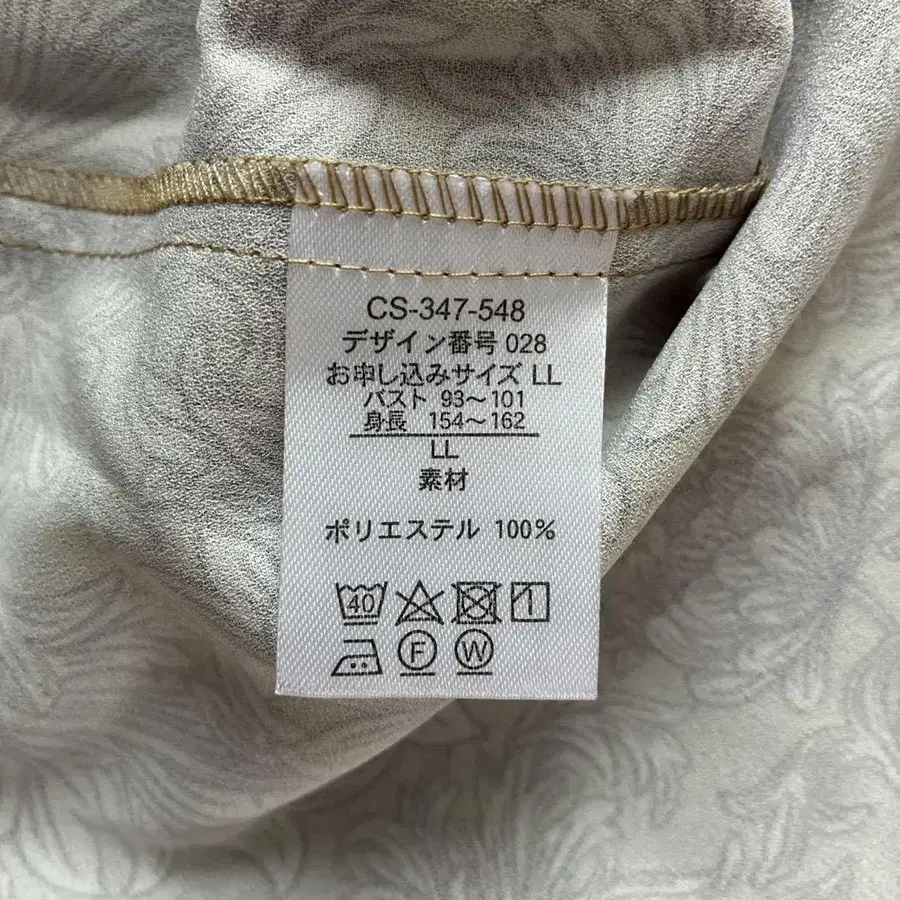 CS-347-548
デザイン番号 028
お申し込みサイズ LL
バスト 93～101
身長 154～162
LL
素材
ポリエステル 100%
40
F W